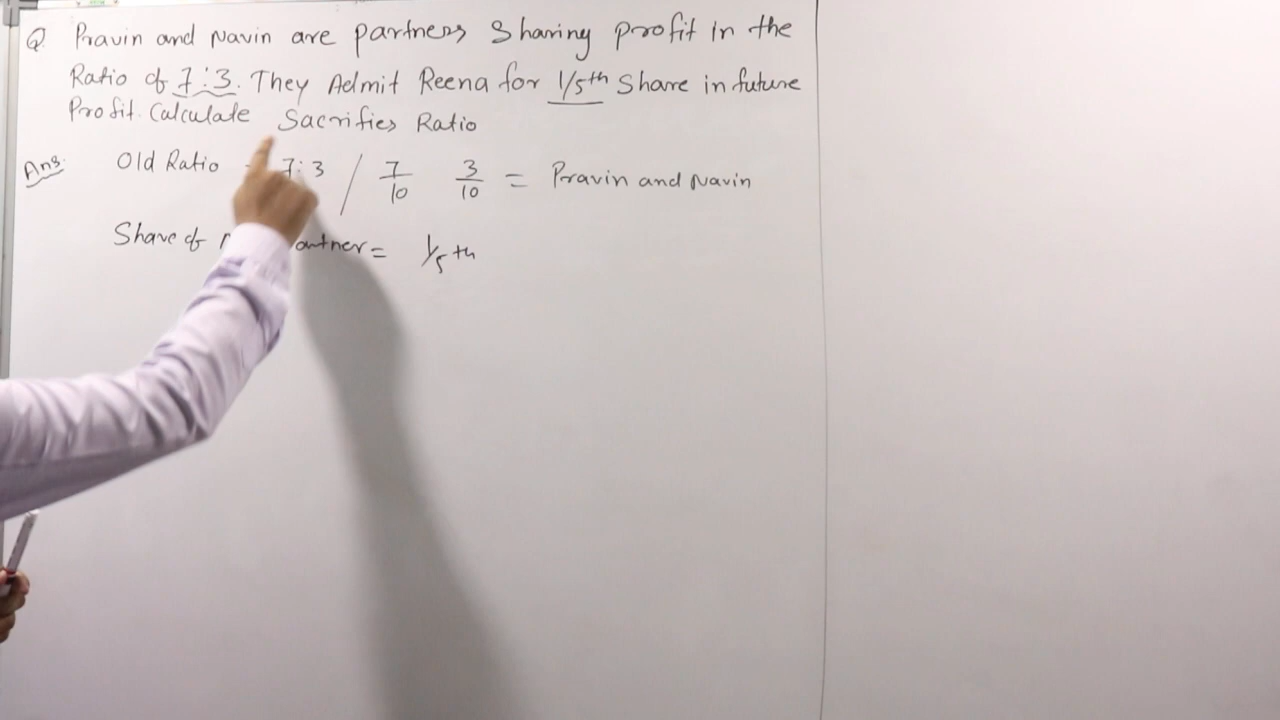 Q. Pravin and Navin are partners Sharing profit in the
Ratio of 7:3. They Admit Reena for 1/5th Share in future
Profit. Calculate Sacrifies Ratio
Ans. Old Ratio 7:3 / 7/10 3/10 = Pravin and Navin
Share of artner = 1/5th